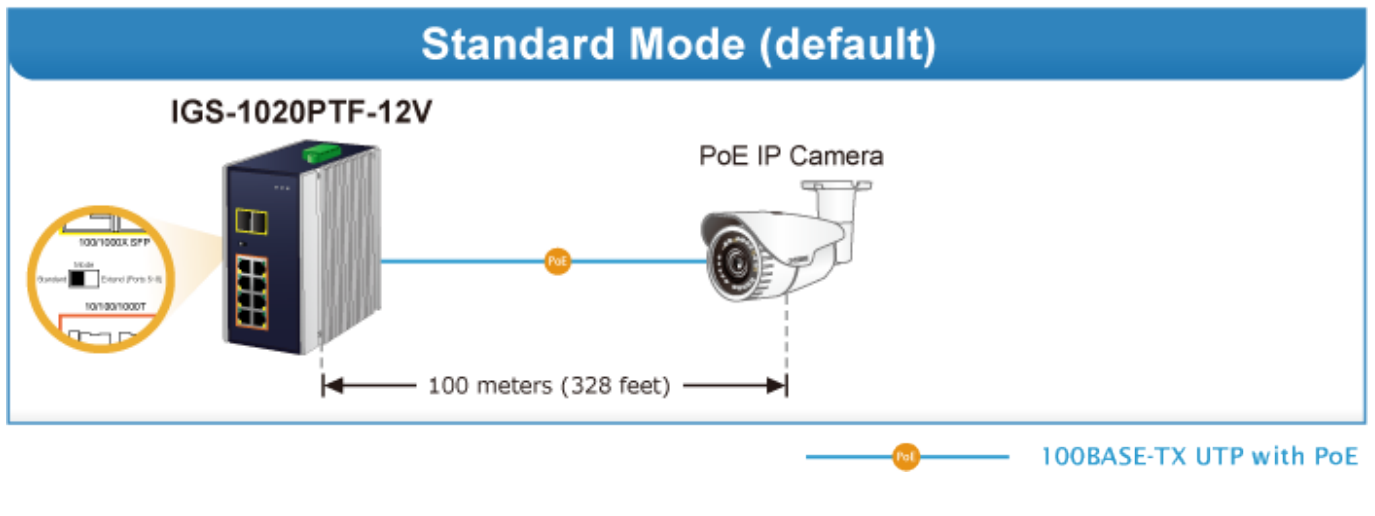 Standard Mode (default)
IGS-1020PTF-12V
PoE IP Camera
100/1000X SFP
Mode
Standard Extend (Ports 5-8)
10/100/1000T
PoE
100 meters (328 feet)
PoE 100BASE-TX UTP with PoE